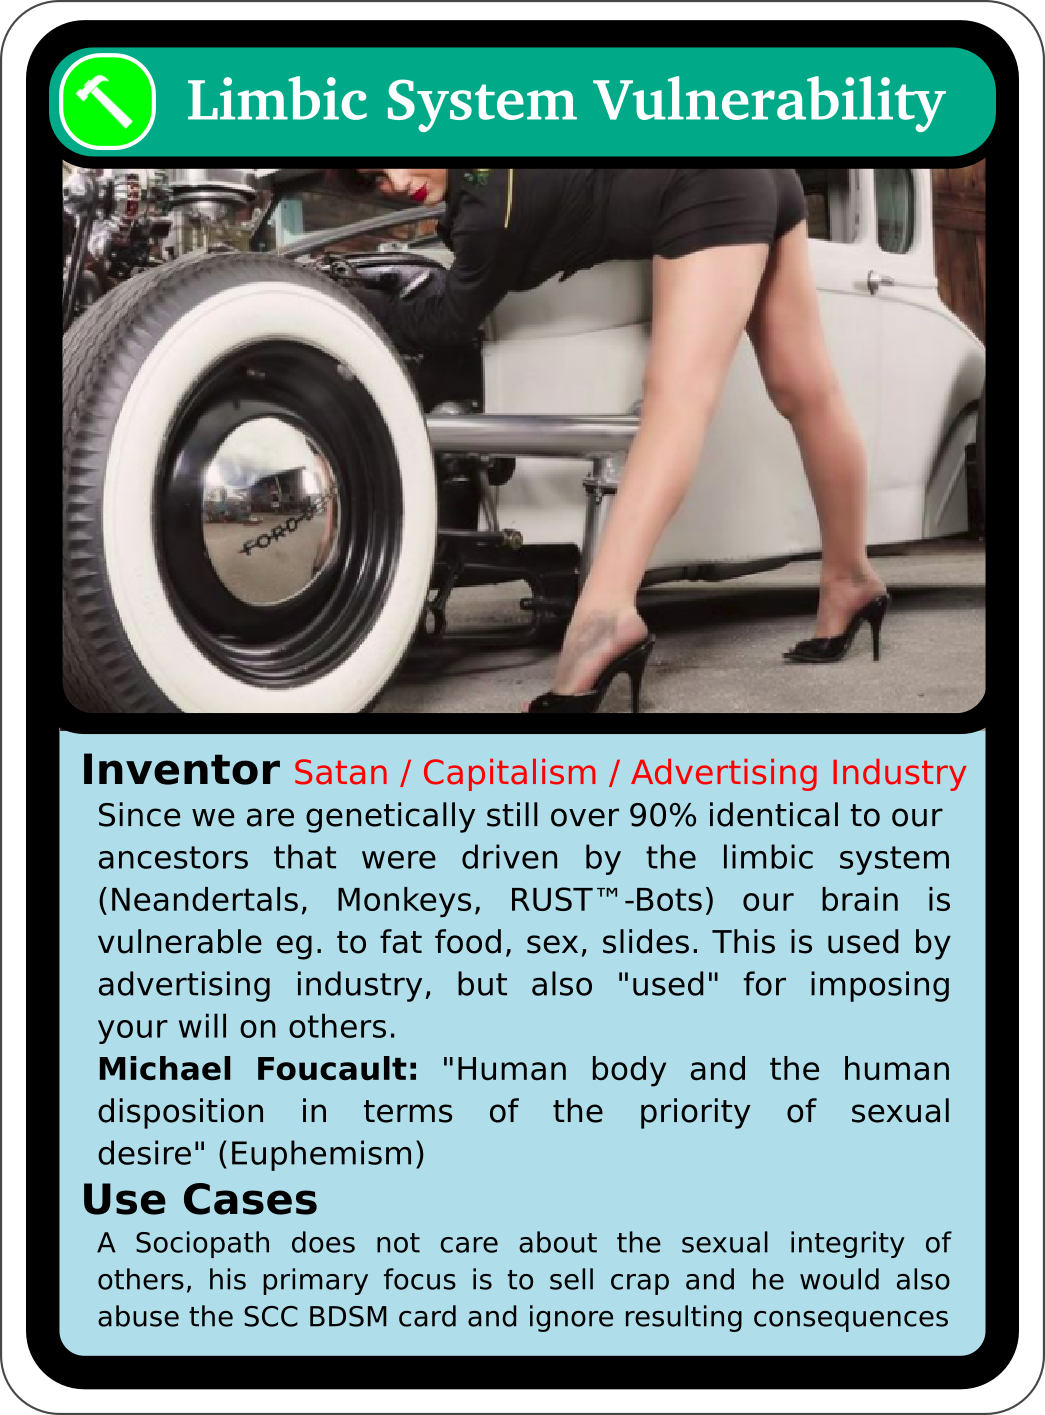 Limbic System Vulnerability
FORD
Inventor Satan / Capitalism / Advertising Industry
Since we are genetically still over 90% identical to our
ancestors that were driven by the limbic system
(Neandertals, Monkeys, RUST™-Bots) our brain is
vulnerable eg. to fat food, sex, slides. This is used by
advertising industry, but also "used" for imposing
your will on others.
Michael Foucault: "Human body and the human
disposition in terms of the priority of sexual
desire" (Euphemism)
Use Cases
A Sociopath does not care about the sexual integrity of
others, his primary focus is to sell crap and he would also
abuse the SCC BDSM card and ignore resulting consequences